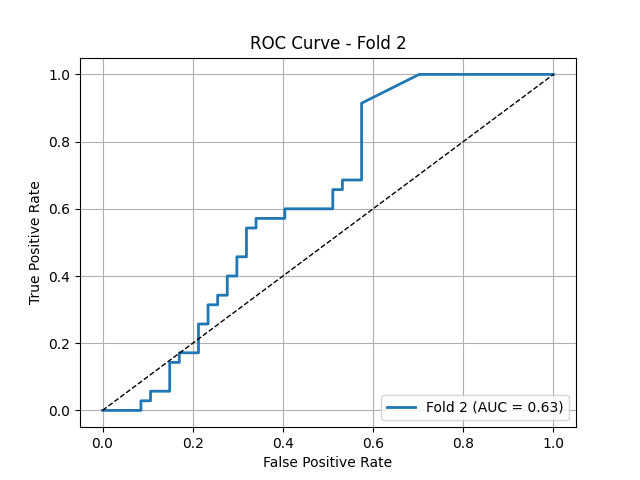 ROC Curve - Fold 2
True Positive Rate
1.0
0.8
0.6
0.4
0.2
0.0
0.0 0.2 0.4 0.6 0.8 1.0
False Positive Rate
Fold 2 (AUC = 0.63)